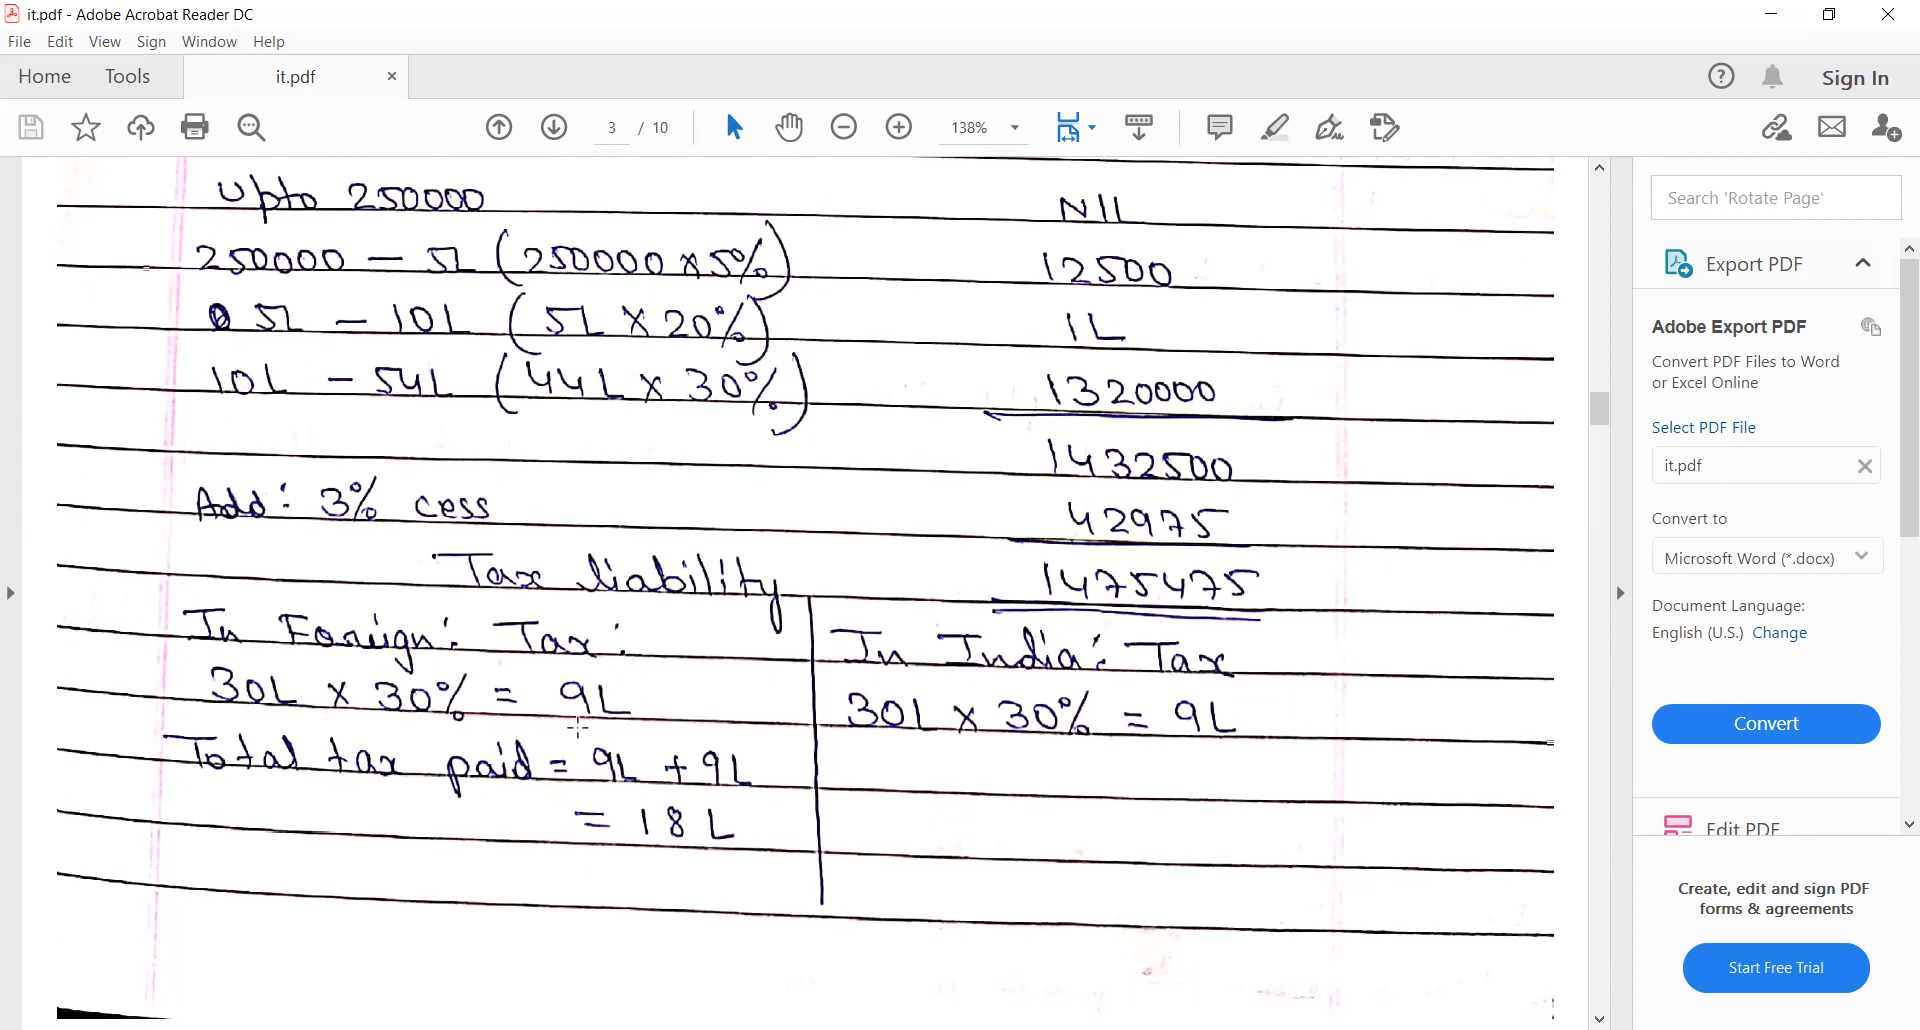 it.pdf - Adobe Acrobat Reader DC
File Edit View Sign Window Help
Home Tools it.pdf × Sign In
3 / 10 138%
Upto 250000 NIL
250000 - 5L (250000 x 5%) 12500
5L - 10L (5L x 20%) 1L
10L - 54L (44L x 30%) 1320000
1432500
Add: 3% cess 42975
Tax liability 1475475
In Foreign: Tax:
30L x 30% = 9L
Total tax paid = 9L + 9L
= 18L
In India: Tax
30L x 30% = 9L
Search 'Rotate Page'
Export PDF
Adobe Export PDF
Convert PDF Files to Word
or Excel Online
Select PDF File
it.pdf
Convert to
Microsoft Word (*.docx)
Document Language:
English (U.S.) Change
Convert
Edit PDF
Create, edit and sign PDF
forms & agreements
Start Free Trial